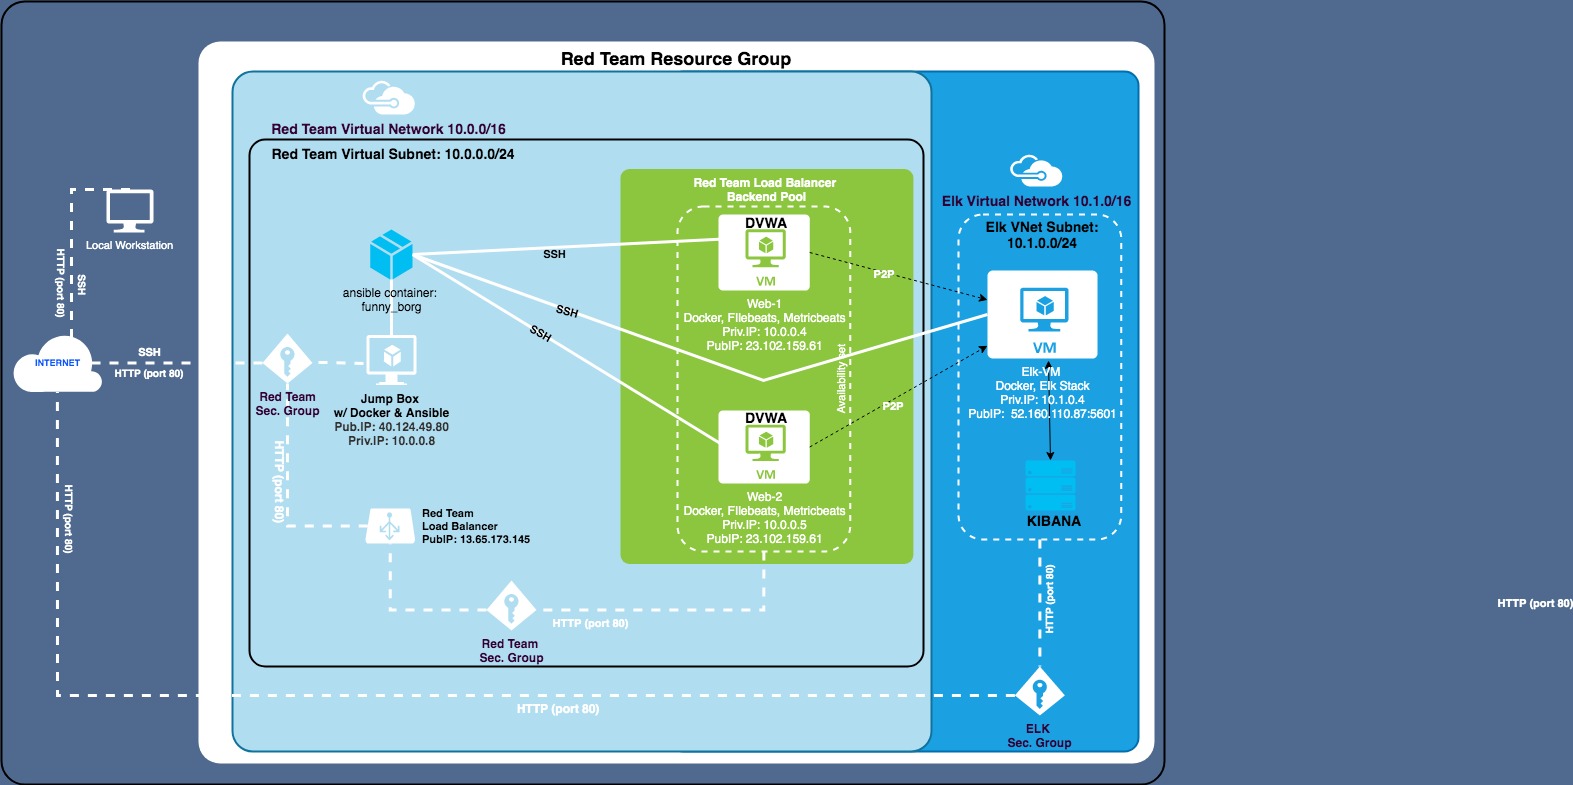 Red Team Resource Group
Red Team Virtual Network 10.0.0/16
Red Team Virtual Subnet: 10.0.0.0/24
Local Workstation
HTTP (port 80)
SSH
INTERNET
SSH
HTTP (port 80)
HTTP (port 80)
Red Team
Sec. Group
HTTP (port 80)
ansible container:
funny_borg
Jump Box
w/ Docker & Ansible
Pub.IP: 40.124.49.80
Priv.IP: 10.0.0.8
Red Team
Load Balancer
PubIP: 13.65.173.145
Red Team
Sec. Group
HTTP (port 80)
HTTP (port 80)
SSH
SSH
SSH
Red Team Load Balancer
Backend Pool
DVWA
VM
Web-1
Docker, FIlebeats, Metricbeats
Priv.IP: 10.0.0.4
PubIP: 23.102.159.61
Availability set
DVWA
VM
Web-2
Docker, FIlebeats, Metricbeats
Priv.IP: 10.0.0.5
PubIP: 23.102.159.61
P2P
P2P
Elk Virtual Network 10.1.0/16
Elk VNet Subnet:
10.1.0.0/24
VM
Elk-VM
Docker, Elk Stack
Priv.IP: 10.1.0.4
PubIP: 52.160.110.87:5601
KIBANA
HTTP (port 80)
ELK
Sec. Group
HTTP (port 80)